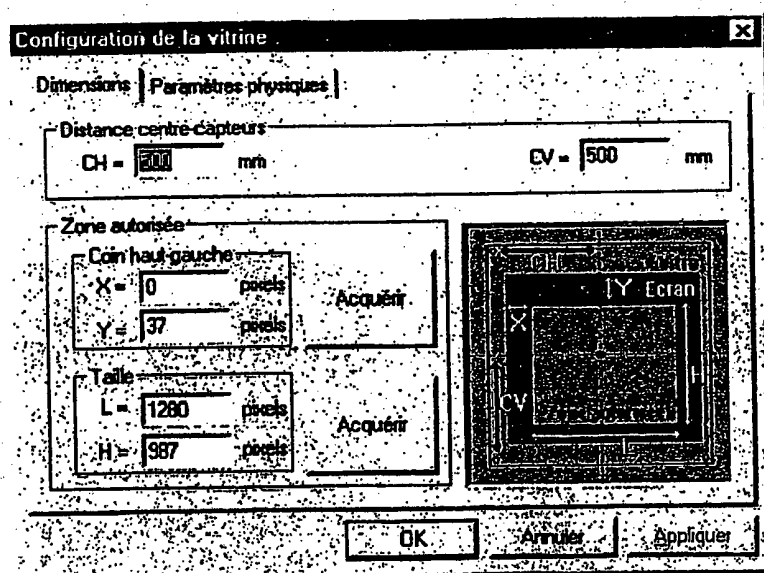 Configuration de la vitrine
Dimensions Paramètres physiques
Distance centre-capteurs
CH = mm CV = 500 mm
Zone autorisée
Coin haut-gauche
X = 0 pixels
Y = 37 pixels
Acquérir
Taille
L = 1280 pixels
H = 987 pixels
Acquérir
CH
Y Ecran
X
CV
H
L
OK Annuler Appliquer